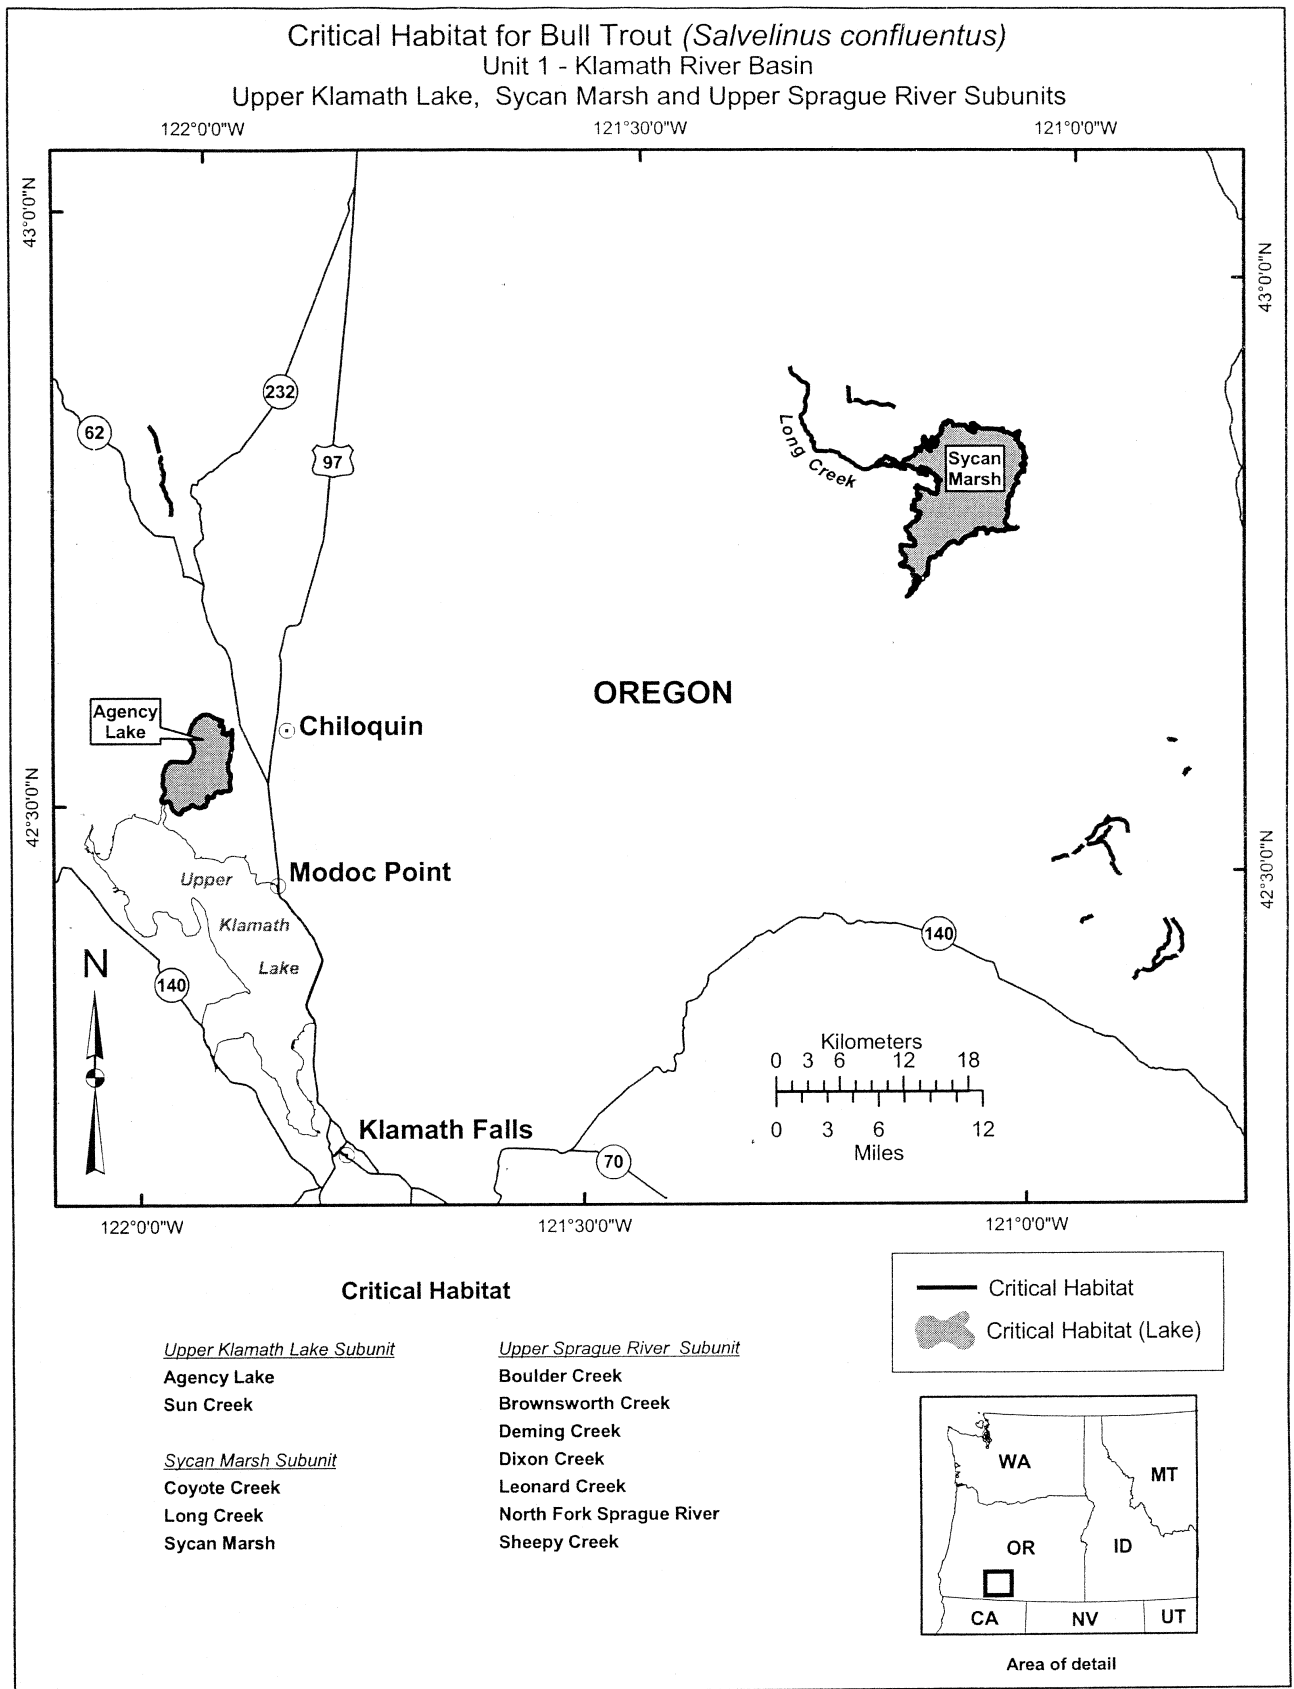 Critical Habitat for Bull Trout (Salvelinus confluentus)
Unit 1 - Klamath River Basin
Upper Klamath Lake, Sycan Marsh and Upper Sprague River Subunits
122°0'0"W
121°30'0"W
121°0'0"W
43°0'0"N
43°0'0"N
232
62
97
Long Creek
Sycan
Marsh
OREGON
Agency
Lake
Chiloquin
42°30'0"N
42°30'0"N
Modoc Point
Upper
Klamath
Lake
N
140
140
Kilometers
0 3 6 12 18
0 3 6 12
Miles
Klamath Falls
70
122°0'0"W
121°30'0"W
121°0'0"W
Critical Habitat
Upper Klamath Lake Subunit
Agency Lake
Sun Creek
Sycan Marsh Subunit
Coyote Creek
Long Creek
Sycan Marsh
Upper Sprague River Subunit
Boulder Creek
Brownsworth Creek
Deming Creek
Dixon Creek
Leonard Creek
North Fork Sprague River
Sheepy Creek
Critical Habitat
Critical Habitat (Lake)
WA
MT
OR
ID
CA
NV
UT
Area of detail